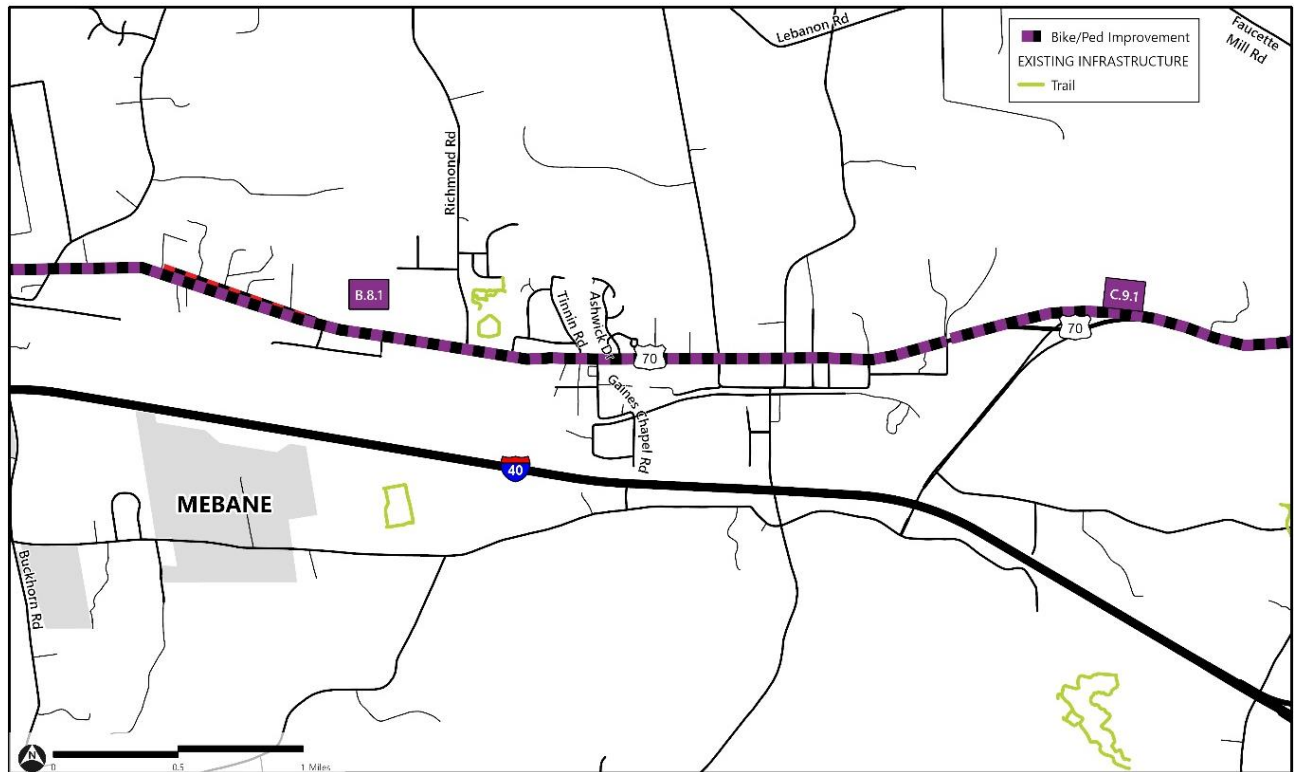 Lebanon Rd
Faucette
Mill Rd
Bike/Ped Improvement
EXISTING INFRASTRUCTURE
Trail
Richmond Rd
B.8.1
C.9.1
Tinnin Rd
Ashwick Dr
70
70
Gaines Chapel Rd
40
MEBANE
Buckhorn Rd
N
0
0.5
1 Miles